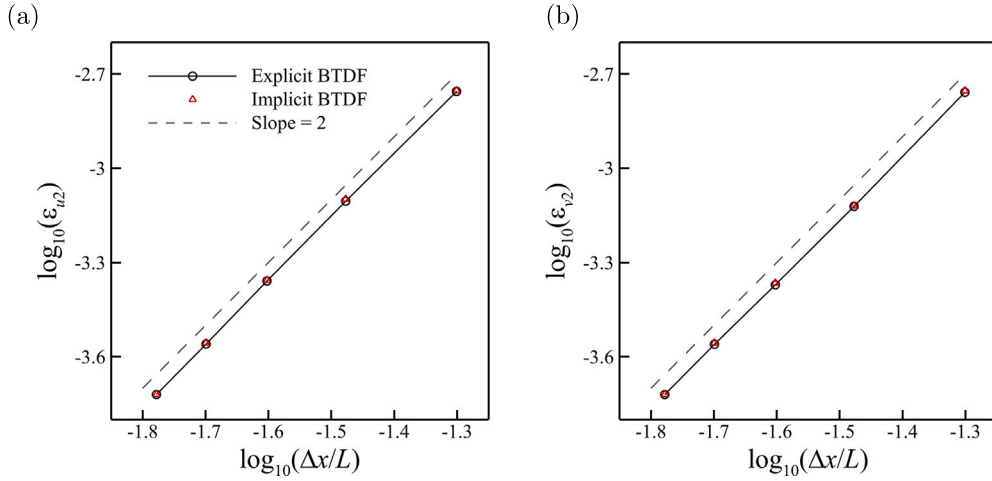 (a)
(b)
-2.7
-3
-3.3
-3.6
log10(εu2)
Explicit BTDF
Implicit BTDF
Slope = 2
-1.8 -1.7 -1.6 -1.5 -1.4 -1.3
log10(Δx/L)
-2.7
-3
-3.3
-3.6
log10(εv2)
-1.8 -1.7 -1.6 -1.5 -1.4 -1.3
log10(Δx/L)